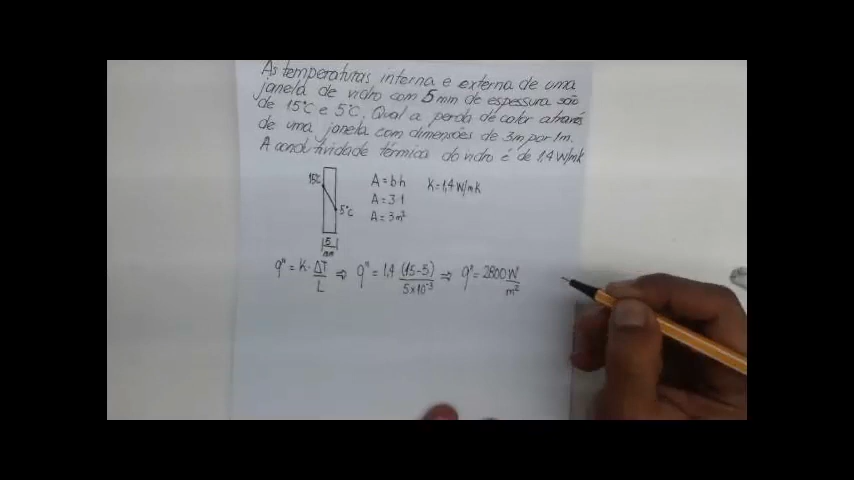 As temperaturas interna e externa de uma
janela de vidro com 5 mm de espessura são
de 15°C e 5°C. Qual a perda de calor através
de uma janela com dimensões de 3m por 1m.
A condutividade térmica do vidro é de 1,4 W/mK
15°C A = b h K = 1,4 W/mK
A = 3·1
5°C A = 3m²
5
mm
q" = K · ΔT/L ⇒ q" = 1,4 (15-5)/5×10⁻³ ⇒ q" = 2800 W/m²